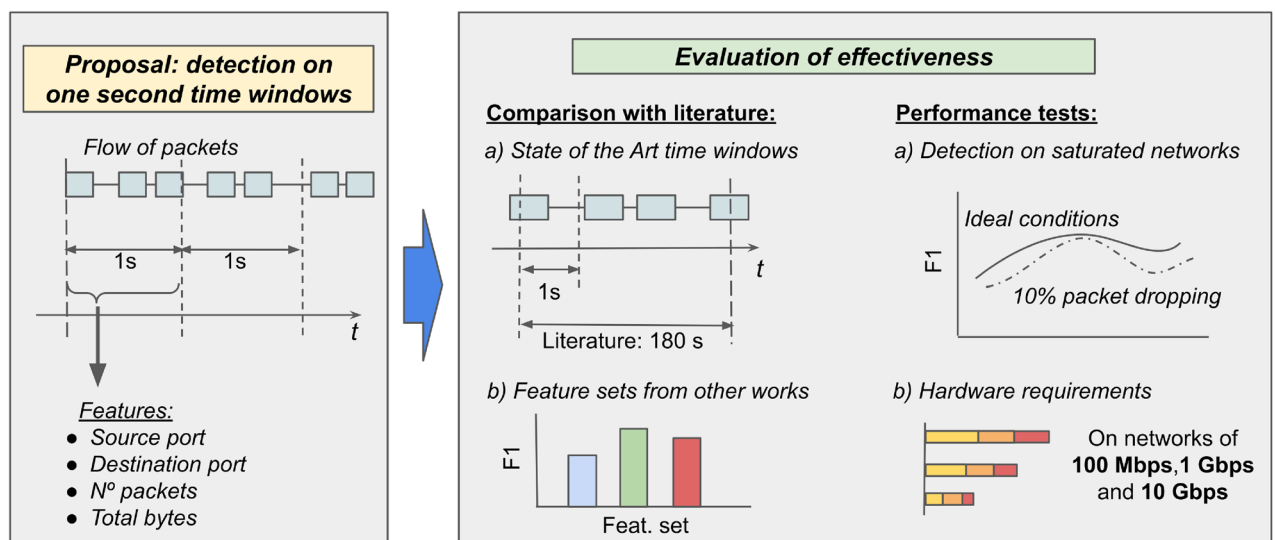 Proposal: detection on
one second time windows
Flow of packets
1s
1s
t
Features:
● Source port
● Destination port
● Nº packets
● Total bytes
Evaluation of effectiveness
Comparison with literature:
a) State of the Art time windows
1s
t
Literature: 180 s
b) Feature sets from other works
F1
Feat. set
Performance tests:
a) Detection on saturated networks
Ideal conditions
F1
10% packet dropping
b) Hardware requirements
On networks of
100 Mbps,1 Gbps
and 10 Gbps